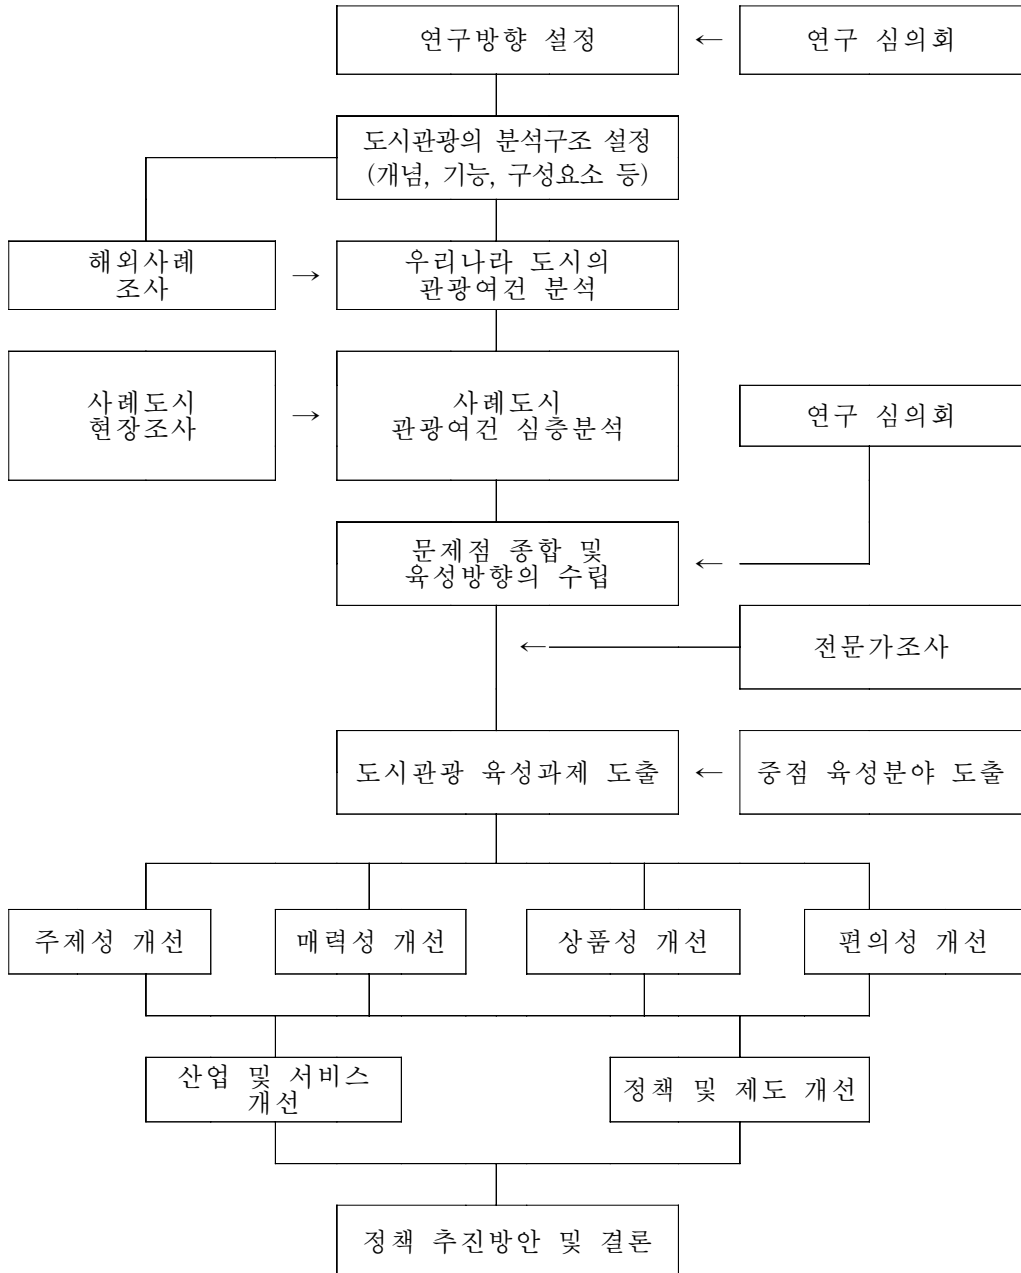 연구방향 설정
←
연구 심의회
도시관광의 분석구조 설정
(개념, 기능, 구성요소 등)
해외사례
조사
→
우리나라 도시의
관광여건 분석
사례도시
현장조사
→
사례도시
관광여건 심층분석
연구 심의회
문제점 종합 및
육성방향의 수립
←
←
전문가조사
도시관광 육성과제 도출
←
중점 육성분야 도출
주제성 개선
매력성 개선
상품성 개선
편의성 개선
산업 및 서비스
개선
정책 및 제도 개선
정책 추진방안 및 결론